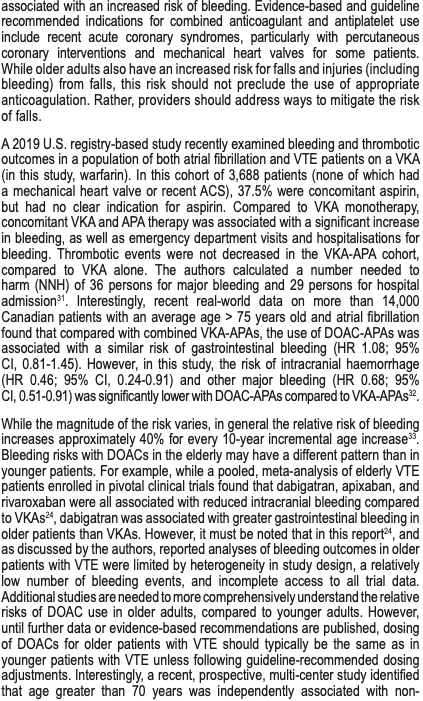 associated with an increased risk of bleeding. Evidence-based and guideline
recommended indications for combined anticoagulant and antiplatelet use
include recent acute coronary syndromes, particularly with percutaneous
coronary interventions and mechanical heart valves for some patients.
While older adults also have an increased risk for falls and injuries (including
bleeding) from falls, this risk should not preclude the use of appropriate
anticoagulation. Rather, providers should address ways to mitigate the risk
of falls.
A 2019 U.S. registry-based study recently examined bleeding and thrombotic
outcomes in a population of both atrial fibrillation and VTE patients on a VKA
(in this study, warfarin). In this cohort of 3,688 patients (none of which had
a mechanical heart valve or recent ACS), 37.5% were concomitant aspirin,
but had no clear indication for aspirin. Compared to VKA monotherapy,
concomitant VKA and APA therapy was associated with a significant increase
in bleeding, as well as emergency department visits and hospitalisations for
bleeding. Thrombotic events were not decreased in the VKA-APA cohort,
compared to VKA alone. The authors calculated a number needed to
harm (NNH) of 36 persons for major bleeding and 29 persons for hospital
admission31. Interestingly, recent real-world data on more than 14,000
Canadian patients with an average age > 75 years old and atrial fibrillation
found that compared with combined VKA-APAs, the use of DOAC-APAs was
associated with a similar risk of gastrointestinal bleeding (HR 1.08; 95%
CI, 0.81-1.45). However, in this study, the risk of intracranial haemorrhage
(HR 0.46; 95% CI, 0.24-0.91) and other major bleeding (HR 0.68; 95%
CI, 0.51-0.91) was significantly lower with DOAC-APAs compared to VKA-APAs32.
While the magnitude of the risk varies, in general the relative risk of bleeding
increases approximately 40% for every 10-year incremental age increase33.
Bleeding risks with DOACs in the elderly may have a different pattern than in
younger patients. For example, while a pooled, meta-analysis of elderly VTE
patients enrolled in pivotal clinical trials found that dabigatran, apixaban, and
rivaroxaban were all associated with reduced intracranial bleeding compared
to VKAs24, dabigatran was associated with greater gastrointestinal bleeding in
older patients than VKAs. However, it must be noted that in this report24, and
as discussed by the authors, reported analyses of bleeding outcomes in older
patients with VTE were limited by heterogeneity in study design, a relatively
low number of bleeding events, and incomplete access to all trial data.
Additional studies are needed to more comprehensively understand the relative
risks of DOAC use in older adults, compared to younger adults. However,
until further data or evidence-based recommendations are published, dosing
of DOACs for older patients with VTE should typically be the same as in
younger patients with VTE unless following guideline-recommended dosing
adjustments. Interestingly, a recent, prospective, multi-center study identified
that age greater than 70 years was independently associated with non-